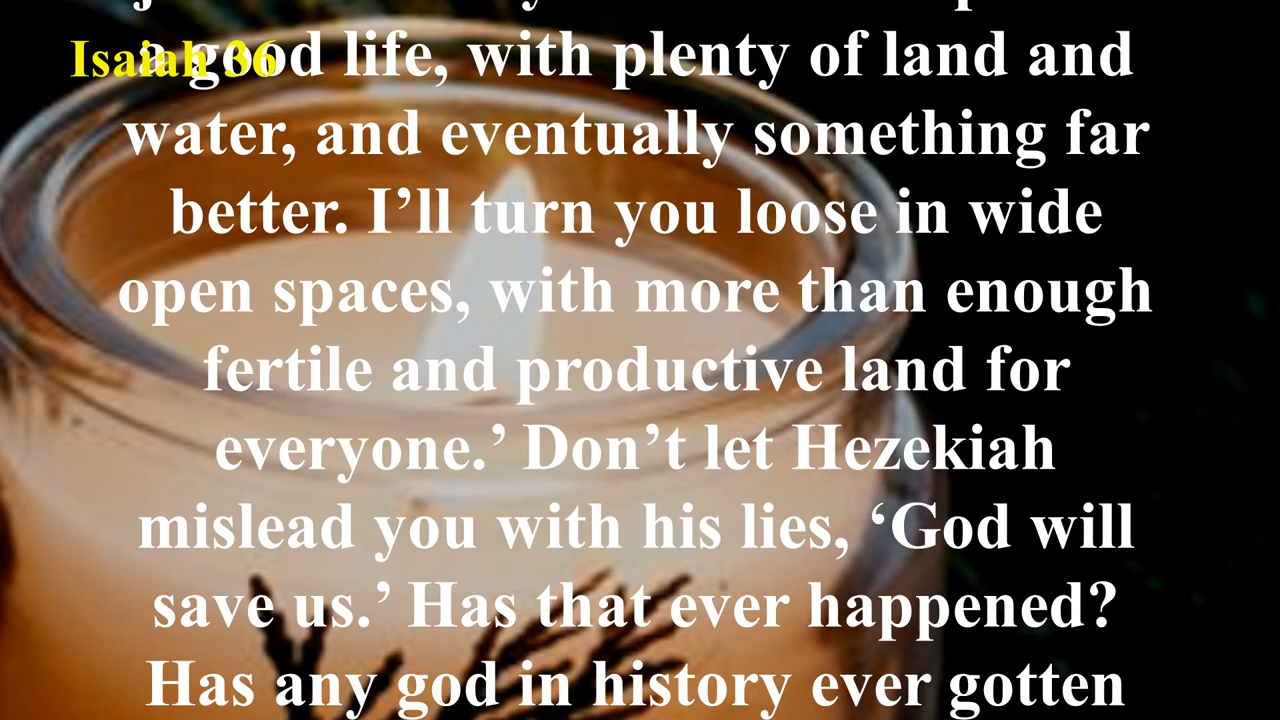 Isaiah 36
a good life, with plenty of land and
water, and eventually something far
better. I’ll turn you loose in wide
open spaces, with more than enough
fertile and productive land for
everyone.’ Don’t let Hezekiah
mislead you with his lies, ‘God will
save us.’ Has that ever happened?
Has any god in history ever gotten